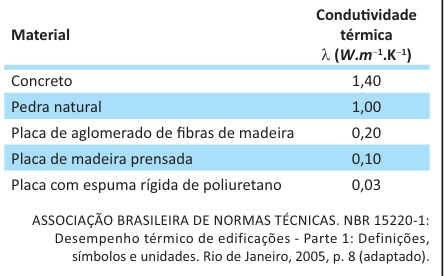 Material Condutividade
térmica
λ (W.m⁻¹.K⁻¹)
Concreto 1,40
Pedra natural 1,00
Placa de aglomerado de fibras de madeira 0,20
Placa de madeira prensada 0,10
Placa com espuma rígida de poliuretano 0,03
ASSOCIAÇÃO BRASILEIRA DE NORMAS TÉCNICAS. NBR 15220-1:
Desempenho térmico de edificações - Parte 1: Definições,
símbolos e unidades. Rio de Janeiro, 2005, p. 8 (adaptado).